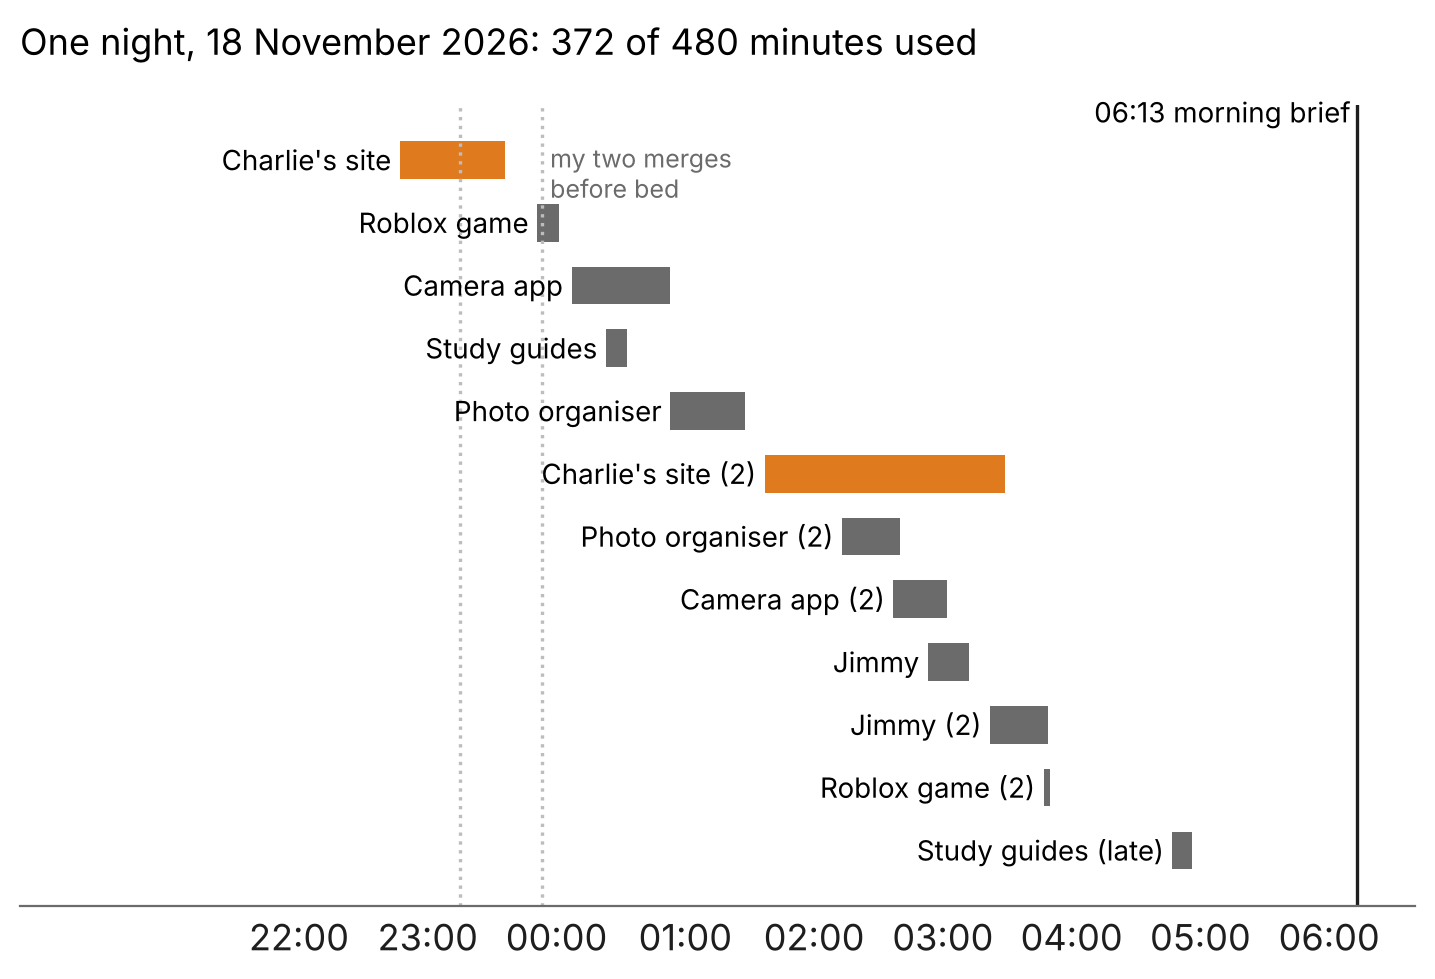 One night, 18 November 2026: 372 of 480 minutes used
06:13 morning brief
Charlie's site
my two merges
before bed
Roblox game
Camera app
Study guides
Photo organiser
Charlie's site (2)
Photo organiser (2)
Camera app (2)
Jimmy
Jimmy (2)
Roblox game (2)
Study guides (late)
22:00 23:00 00:00 01:00 02:00 03:00 04:00 05:00 06:00